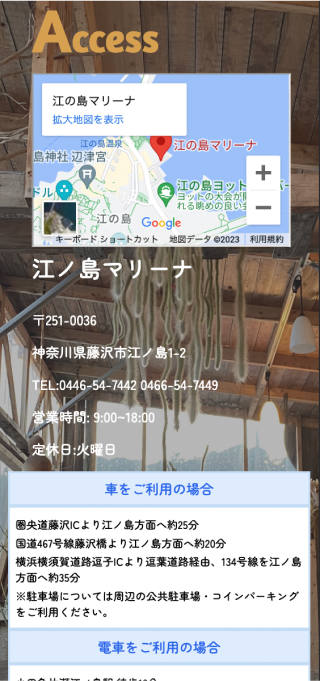 Access
江の島マリーナ
拡大地図を表示
江の島温泉
江の島マリーナ
島神社 辺津宮
ドル
江の島ヨット
ーバー
ヨットの大会が
れる眺めの良い
江の島
Google
キーボード ショートカット 地図データ ©2023 利用規約
江ノ島マリーナ
〒251-0036
神奈川県藤沢市江ノ島1-2
TEL:0446-54-7442 0466-54-7449
営業時間: 9:00~18:00
定休日:火曜日
車をご利用の場合
圏央道藤沢ICにより江ノ島方面へ約25分
国道467号線藤沢橋より江ノ島方面へ約20分
横浜横須賀道路逗子ICより逗葉道路経由、134号線を江ノ島
方面へ約35分
※駐車場については周辺の公共駐車場・コインパーキング
をご利用ください。
電車をご利用の場合